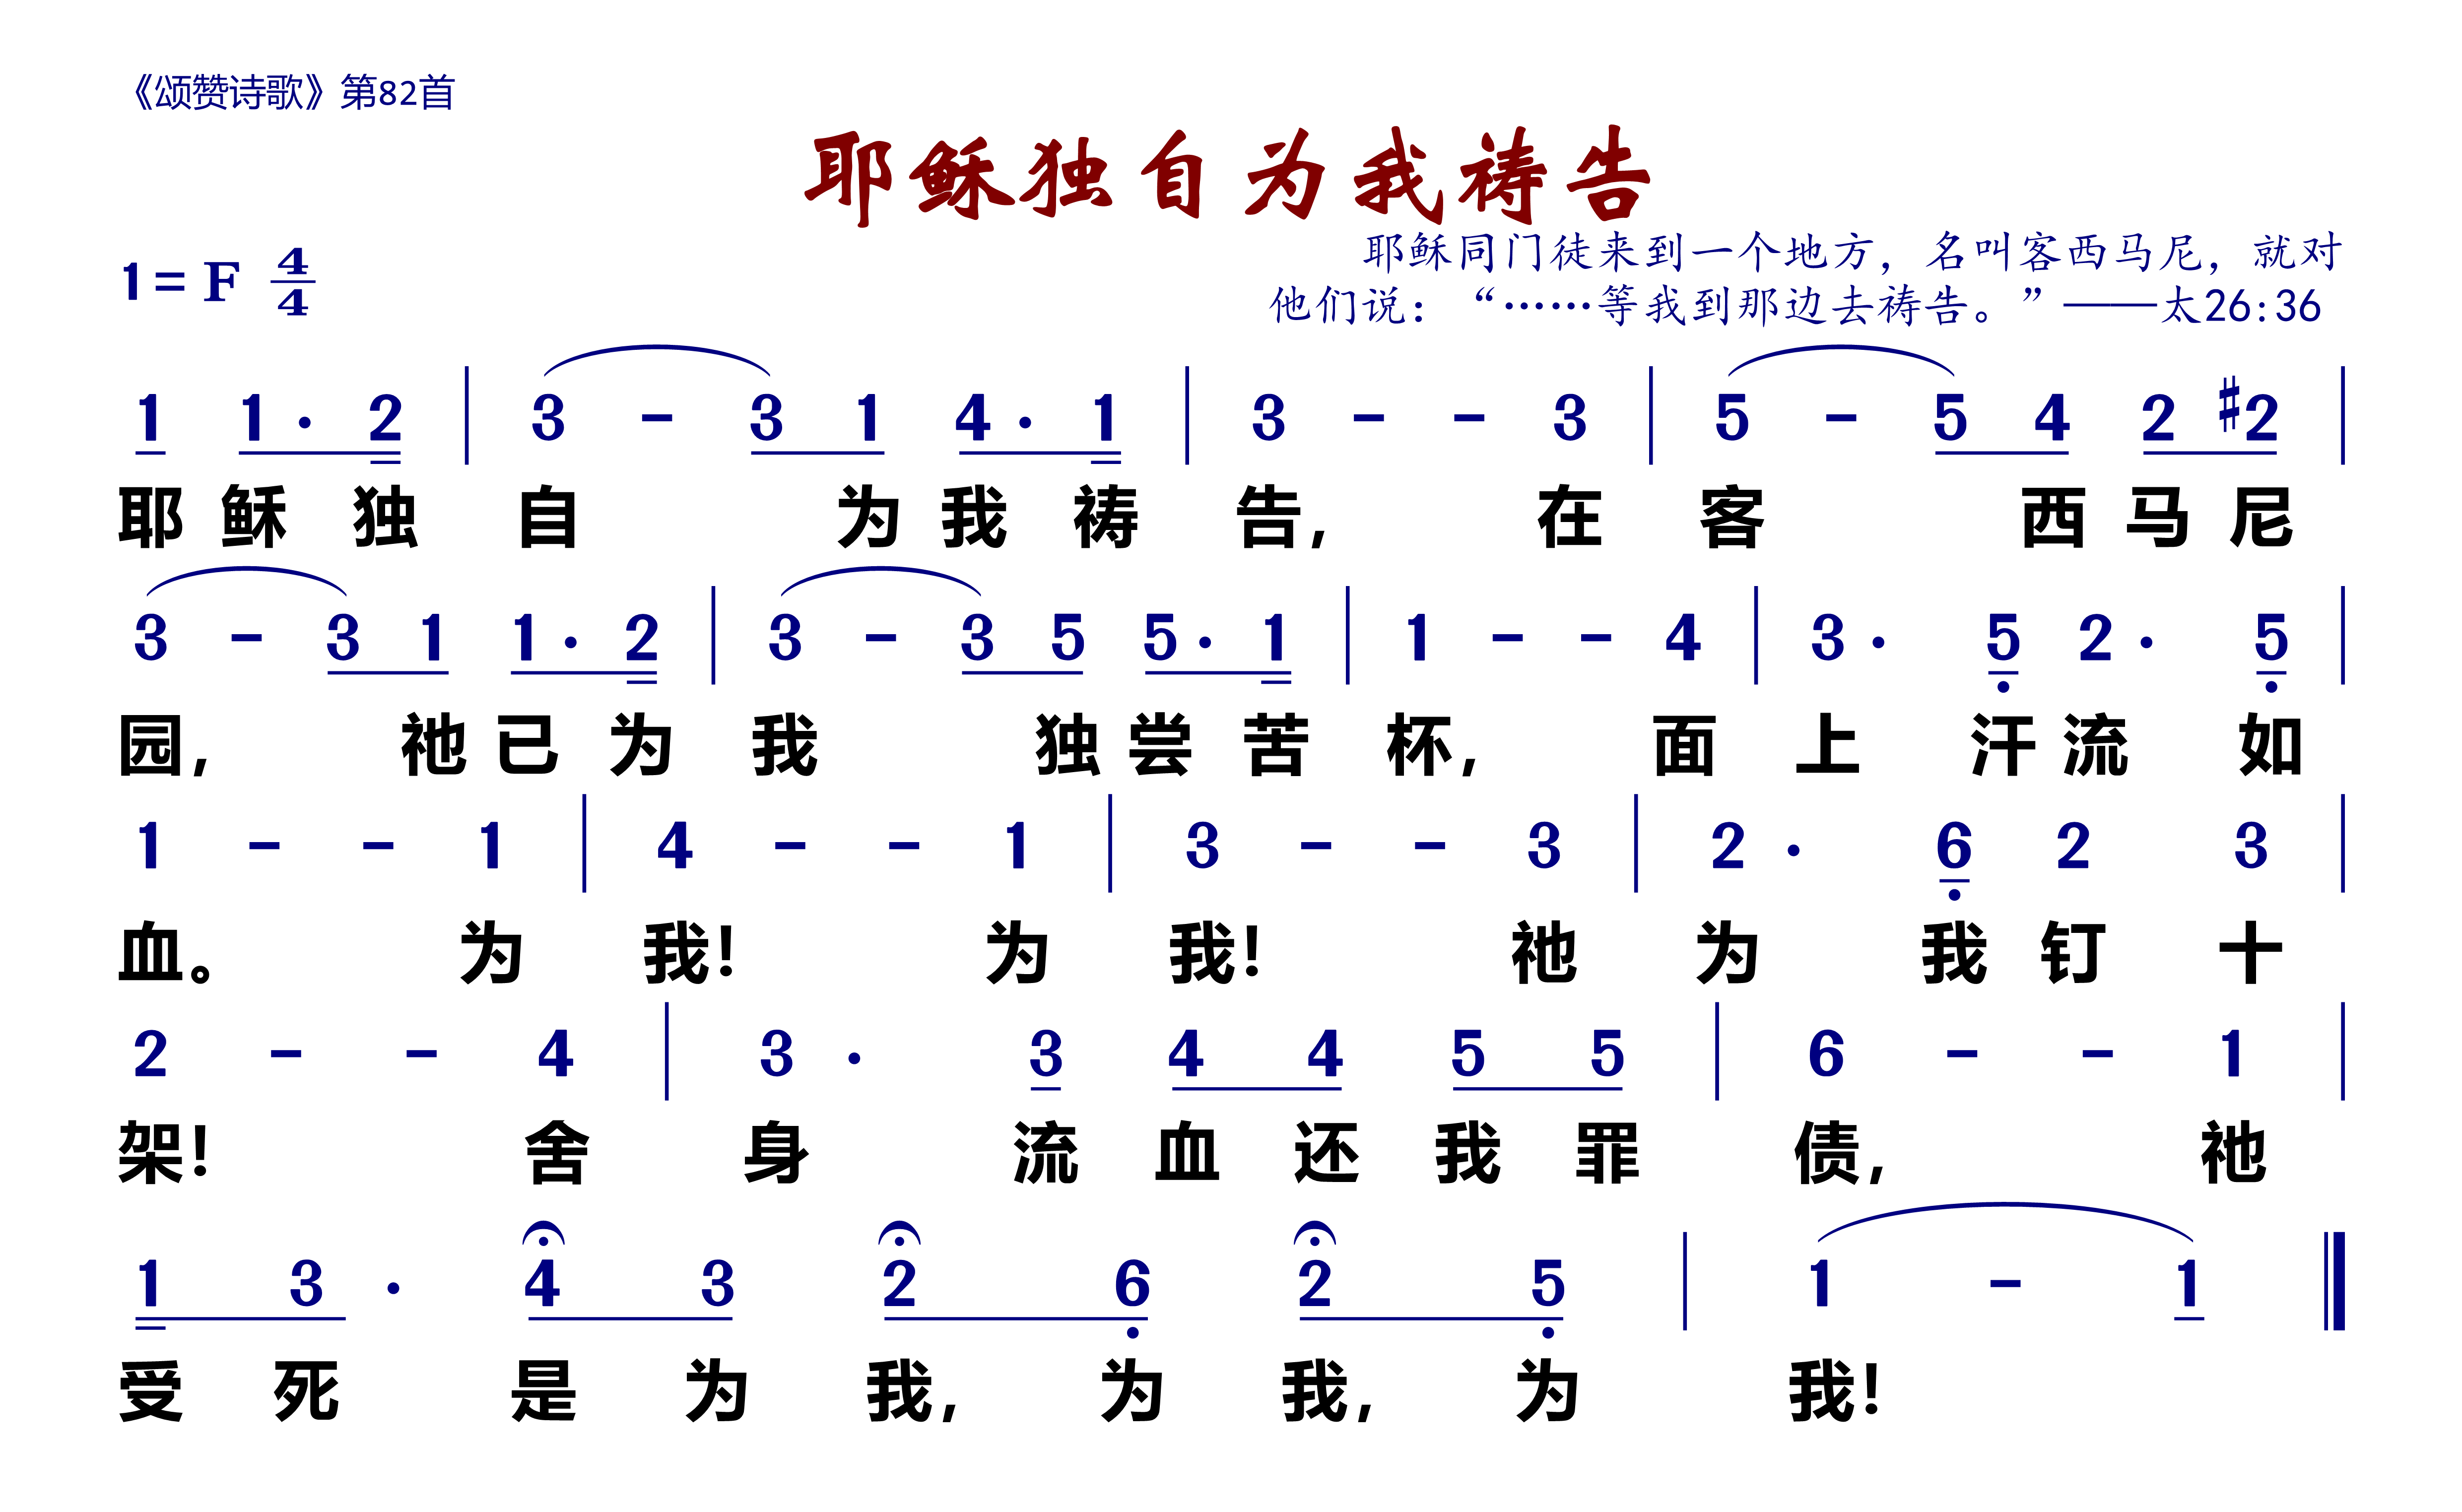 《颂赞诗歌》第82首
耶稣独自为我祷告
1= F 4/4
耶稣同门徒来到一个地方，名叫客西马尼，就对
他们说：“……等我到那边去祷告。”——太26:36
1 1· 2 | 3 - 3 1 4· 1 | 3 - - 3 | 5 - 5 4 2 #2 |
耶 稣 独 自 为 我 祷 告, 在 客 西 马 尼
3 - 3 1 1· 2 | 3 - 3 5 5· 1 | 1 - - 4 | 3· 5 2· 5 |
园, 祂 已 为 我 独 尝 苦 杯, 面 上 汗 流 如
1 - - 1 | 4 - - 1 | 3 - - 3 | 2· 6 2 3 |
血。 为 我! 为 我! 祂 为 我 钉 十
2 - - 4 | 3· 3 4 4 5 5 | 6 - - 1 |
架! 舍 身 流 血 还 我 罪 债, 祂
1 3· 4 3 2 6 2 5 | 1 - 1
受 死 是 为 我, 为 我, 为 我!